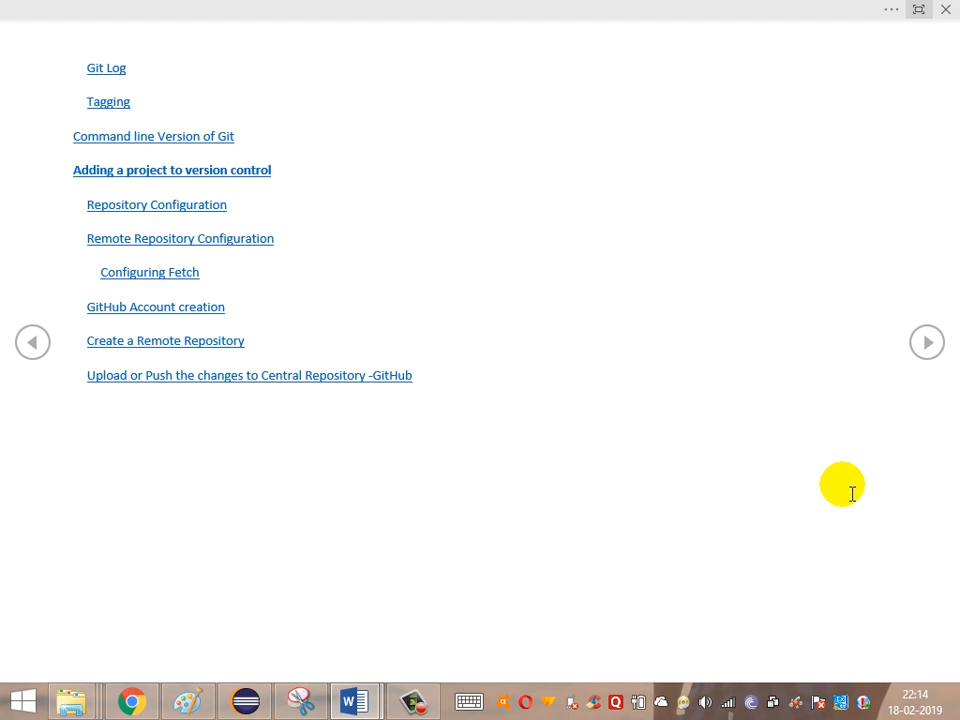 Git Log
Tagging
Command line Version of Git
Adding a project to version control
Repository Configuration
Remote Repository Configuration
Configuring Fetch
GitHub Account creation
Create a Remote Repository
Upload or Push the changes to Central Repository -GitHub
22:14
18-02-2019